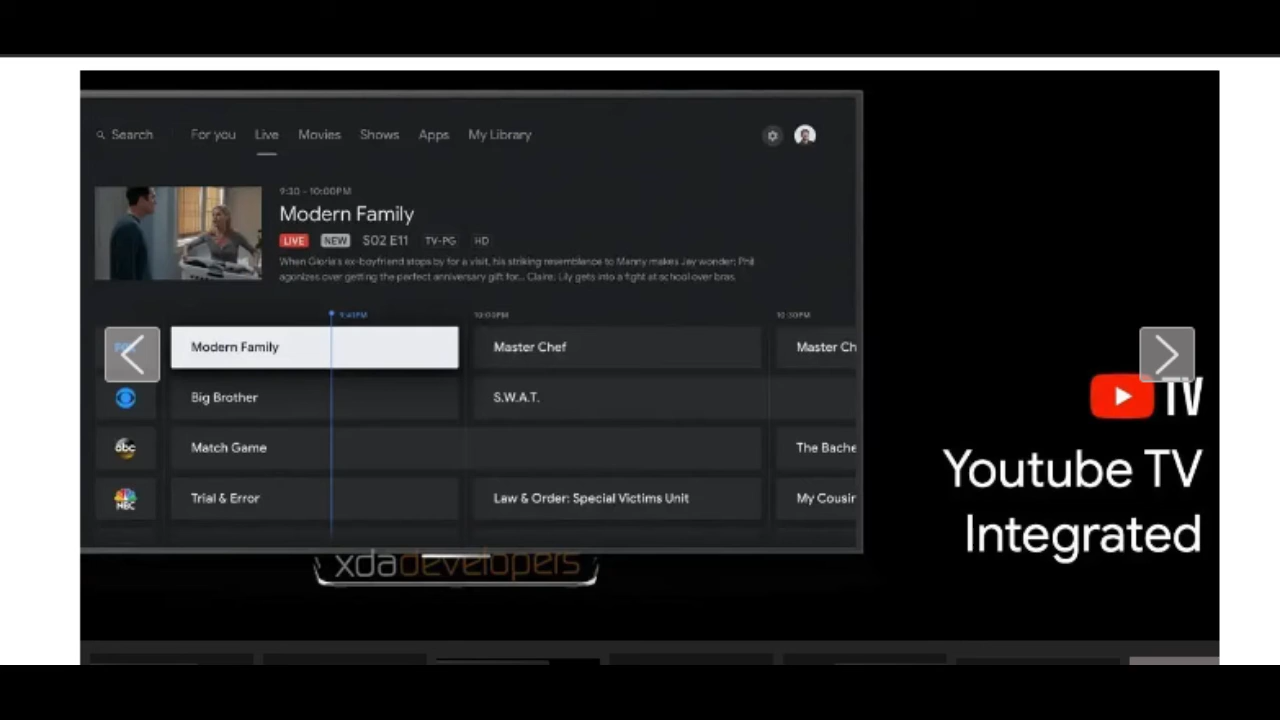 Search For you Live Movies Shows Apps My Library
9:30 - 10:00PM
Modern Family
LIVE NEW S02 E11 TV-PG HD
When Gloria's ex-boyfriend stops by for a visit, his striking resemblance to Manny makes Jay wonder; Phil
agonizes over getting the perfect anniversary gift for... Claire; Lily gets into a fight at school over bras.
9:41PM 10:00PM 10:30PM
Modern Family Master Chef Master Ch
Big Brother S.W.A.T.
abc Match Game The Bache
NBC Trial & Error Law & Order: Special Victims Unit My Cousin
TV
Youtube TV
Integrated
xdadevelopers